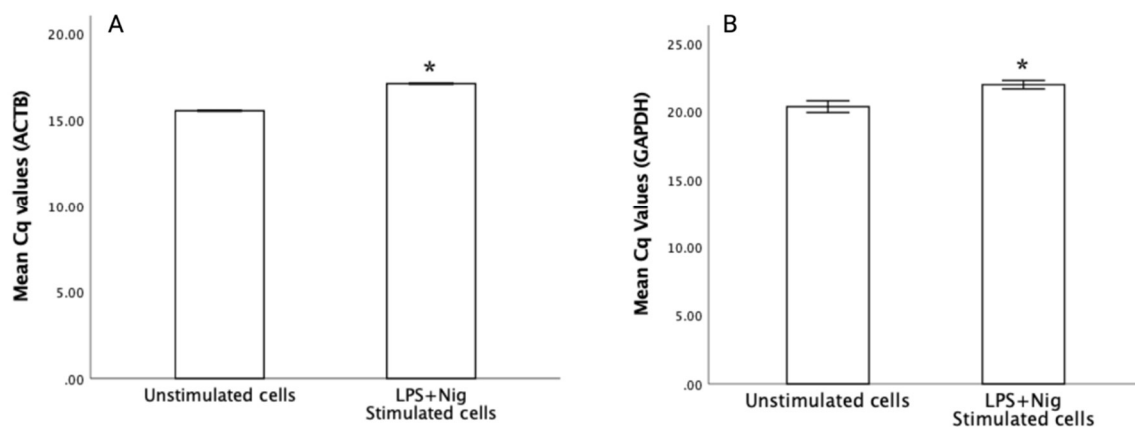 A
Mean Cq values (ACTB)
20.00
15.00
10.00
5.00
.00
*
Unstimulated cells
LPS+Nig
Stimulated cells
B
Mean Cq Values (GAPDH)
25.00
20.00
15.00
10.00
5.00
.00
*
Unstimulated cells
LPS+Nig
Stimulated cells